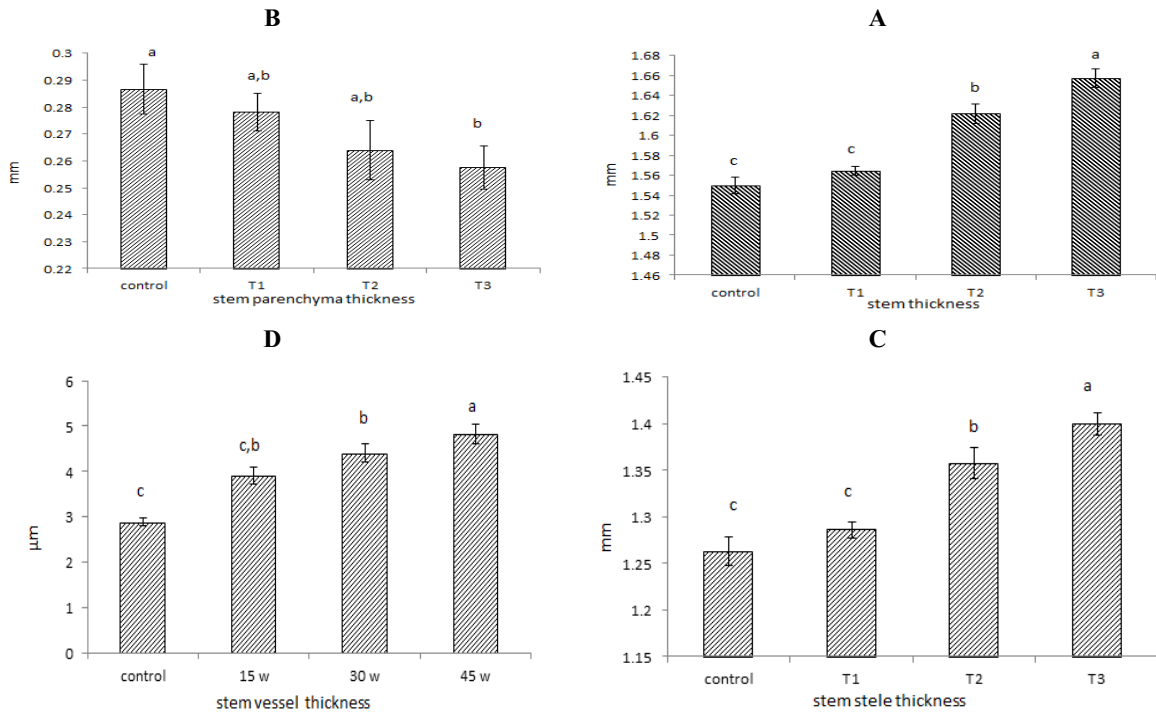 B
a
a,b
a,b
b
0.3
0.29
0.28
0.27
0.26
0.25
0.24
0.23
0.22
mm
control T1 T2 T3
stem parenchyma thickness
A
c
c
b
a
1.68
1.66
1.64
1.62
1.6
1.58
1.56
1.54
1.52
1.5
1.48
1.46
mm
control T1 T2 T3
stem thickness
D
c
c,b
b
a
6
5
4
3
2
1
0
µm
control 15 w 30 w 45 w
stem vessel thickness
C
c
c
b
a
1.45
1.4
1.35
1.3
1.25
1.2
1.15
mm
control T1 T2 T3
stem stele thickness